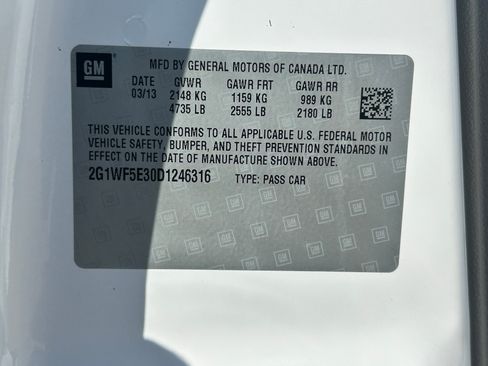 GM
MFD BY GENERAL MOTORS OF CANADA LTD.
DATE GVWR GAWR FRT GAWR RR
03/13 2148 KG 1159 KG 989 KG
4735 LB 2555 LB 2180 LB
THIS VEHICLE CONFORMS TO ALL APPLICABLE U.S. FEDERAL MOTOR
VEHICLE SAFETY, BUMPER, AND THEFT PREVENTION STANDARDS
IN EFFECT ON THE DATE OF MANUFACTURE SHOWN ABOVE.
2G1WF5E30D1246316 TYPE: PASS CAR